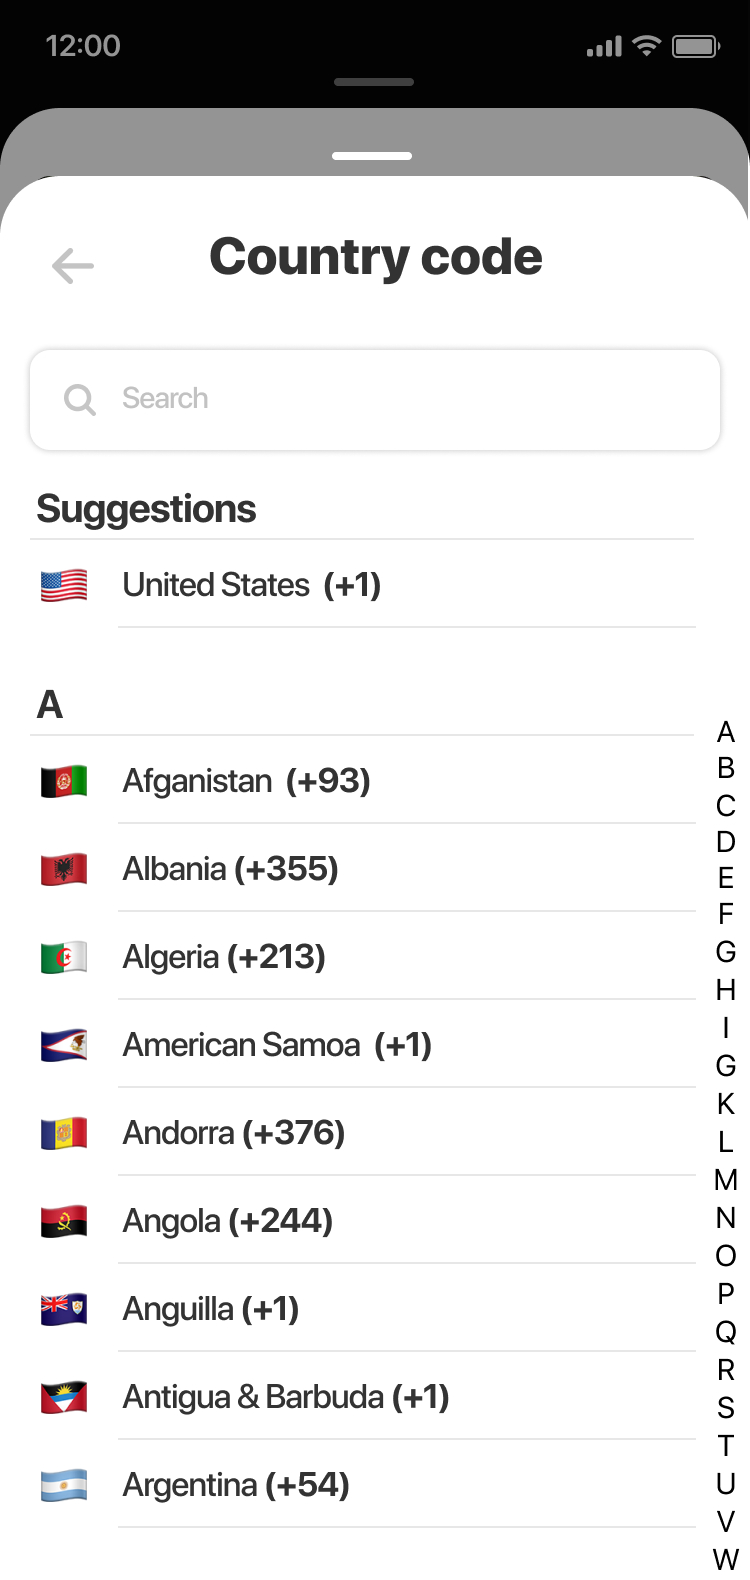 12:00
Country code
Search
Suggestions
United States (+1)
A
Afganistan (+93)
Albania (+355)
Algeria (+213)
American Samoa (+1)
Andorra (+376)
Angola (+244)
Anguilla (+1)
Antigua & Barbuda (+1)
Argentina (+54)
A
B
C
D
E
F
G
H
I
G
K
L
M
N
O
P
Q
R
S
T
U
V
W